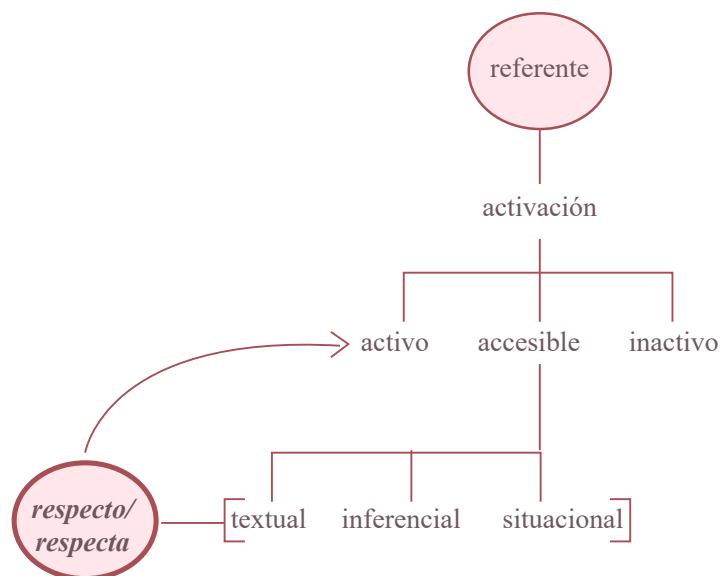 referente
activación
activo accesible inactivo
respecto/
respecta
textual inferencial situacional